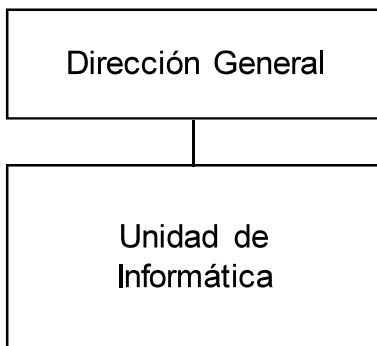 Dirección General
Unidad de
Informática